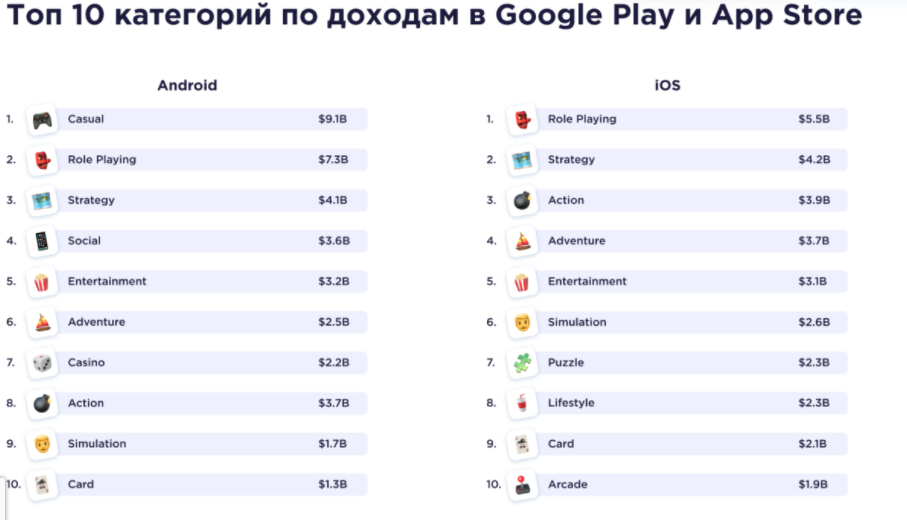 Топ 10 категорий по доходам в Google Play и App Store
Android
1. Casual $9.1B
2. Role Playing $7.3B
3. Strategy $4.1B
4. Social $3.6B
5. Entertainment $3.2B
6. Adventure $2.5B
7. Casino $2.2B
8. Action $3.7B
9. Simulation $1.7B
10. Card $1.3B
iOS
1. Role Playing $5.5B
2. Strategy $4.2B
3. Action $3.9B
4. Adventure $3.7B
5. Entertainment $3.1B
6. Simulation $2.6B
7. Puzzle $2.3B
8. Lifestyle $2.3B
9. Card $2.1B
10. Arcade $1.9B